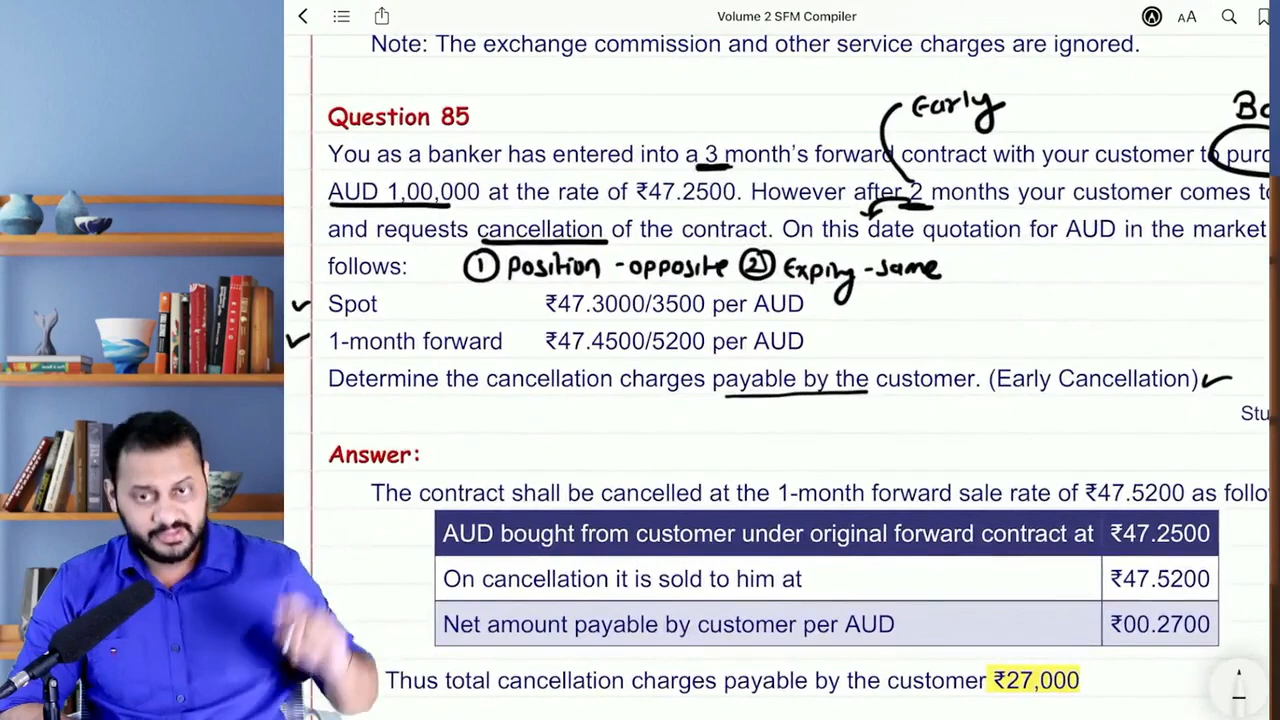 Volume 2 SFM Compiler
AA
Note: The exchange commission and other service charges are ignored.
Early
Question 85
You as a banker has entered into a 3 month's forward contract with your customer to
AUD 1,00,000 at the rate of ₹47.2500. However after 2 months your customer comes
and requests cancellation of the contract. On this date quotation for AUD in the market
follows:
① Position - opposite ② Expiry - same
Spot ₹47.3000/3500 per AUD
1-month forward ₹47.4500/5200 per AUD
Determine the cancellation charges payable by the customer. (Early Cancellation)
Answer:
The contract shall be cancelled at the 1-month forward sale rate of ₹47.5200 as
AUD bought from customer under original forward contract at ₹47.2500
On cancellation it is sold to him at ₹47.5200
Net amount payable by customer per AUD ₹00.2700
Thus total cancellation charges payable by the customer ₹27,000